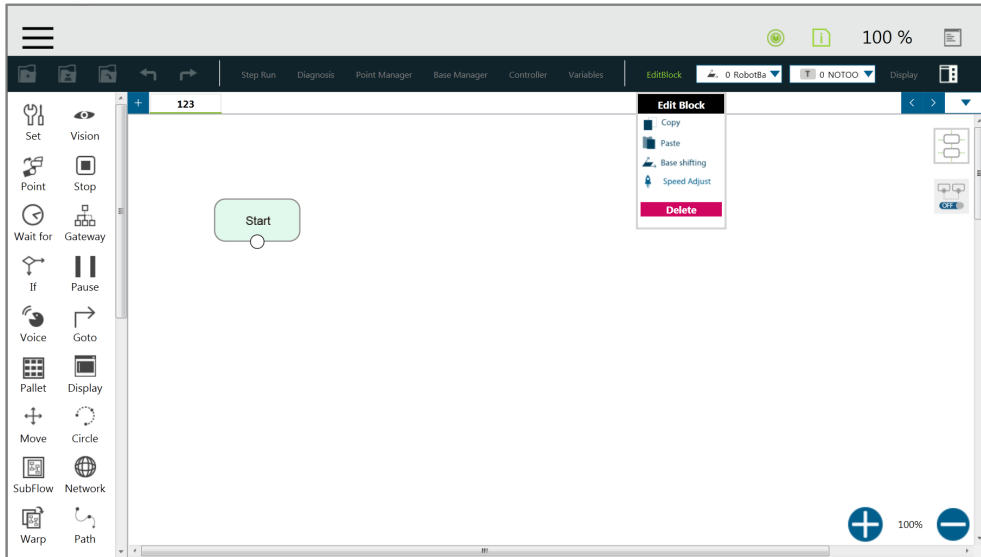 100 %
Step Run Diagnosis Point Manager Base Manager Controller Variables EditBlock 0 RobotBa T 0 NOTOO Display
+ 123 < >
Edit Block
Copy
Paste
Base shifting
Speed Adjust
Delete
Set Vision
Point Stop
Wait for Gateway
If Pause
Voice Goto
Pallet Display
Move Circle
SubFlow Network
Warp Path
Start
OFF
100%